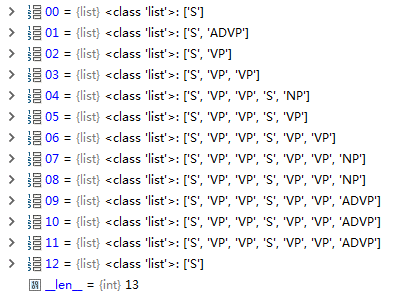 00 = {list} <class 'list'>: ['S']
01 = {list} <class 'list'>: ['S', 'ADVP']
02 = {list} <class 'list'>: ['S', 'VP']
03 = {list} <class 'list'>: ['S', 'VP', 'VP']
04 = {list} <class 'list'>: ['S', 'VP', 'VP', 'S', 'NP']
05 = {list} <class 'list'>: ['S', 'VP', 'VP', 'S', 'VP']
06 = {list} <class 'list'>: ['S', 'VP', 'VP', 'S', 'VP', 'VP']
07 = {list} <class 'list'>: ['S', 'VP', 'VP', 'S', 'VP', 'VP', 'NP']
08 = {list} <class 'list'>: ['S', 'VP', 'VP', 'S', 'VP', 'VP', 'NP']
09 = {list} <class 'list'>: ['S', 'VP', 'VP', 'S', 'VP', 'VP', 'ADVP']
10 = {list} <class 'list'>: ['S', 'VP', 'VP', 'S', 'VP', 'VP', 'ADVP']
11 = {list} <class 'list'>: ['S', 'VP', 'VP', 'S', 'VP', 'VP', 'ADVP']
12 = {list} <class 'list'>: ['S']
__len__ = {int} 13